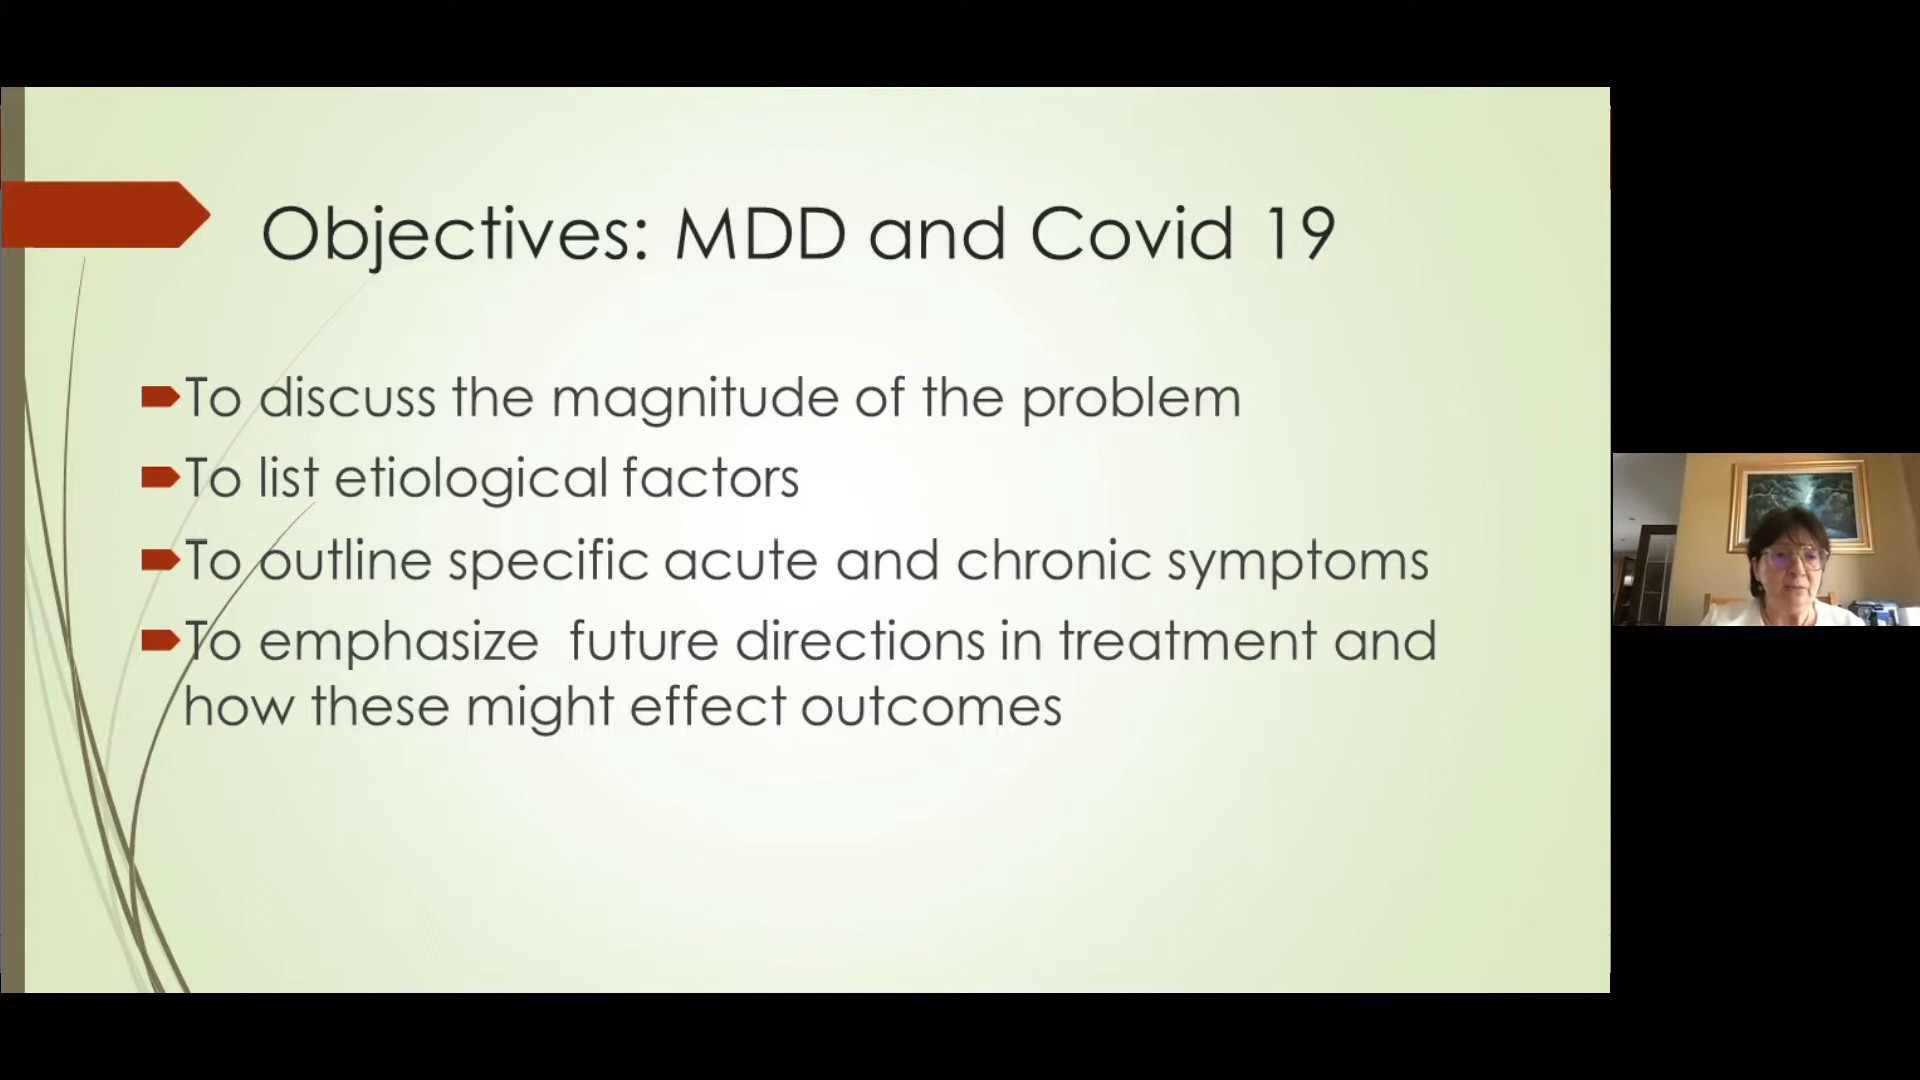 Objectives: MDD and Covid 19
To discuss the magnitude of the problem
To list etiological factors
To outline specific acute and chronic symptoms
To emphasize  future directions in treatment and
how these might effect outcomes